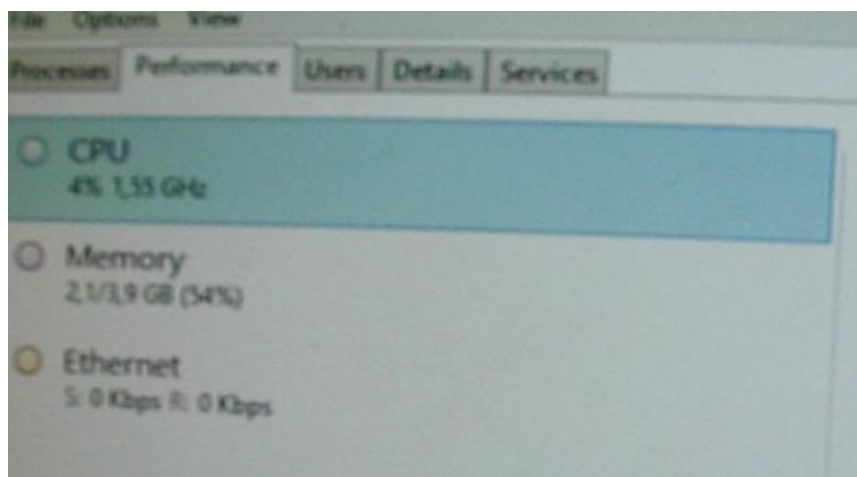 File Options View
Processes Performance Users Details Services
CPU
4% 1,55 GHz
Memory
2,1/3,9 GB (54%)
Ethernet
S: 0 Kbps R: 0 Kbps